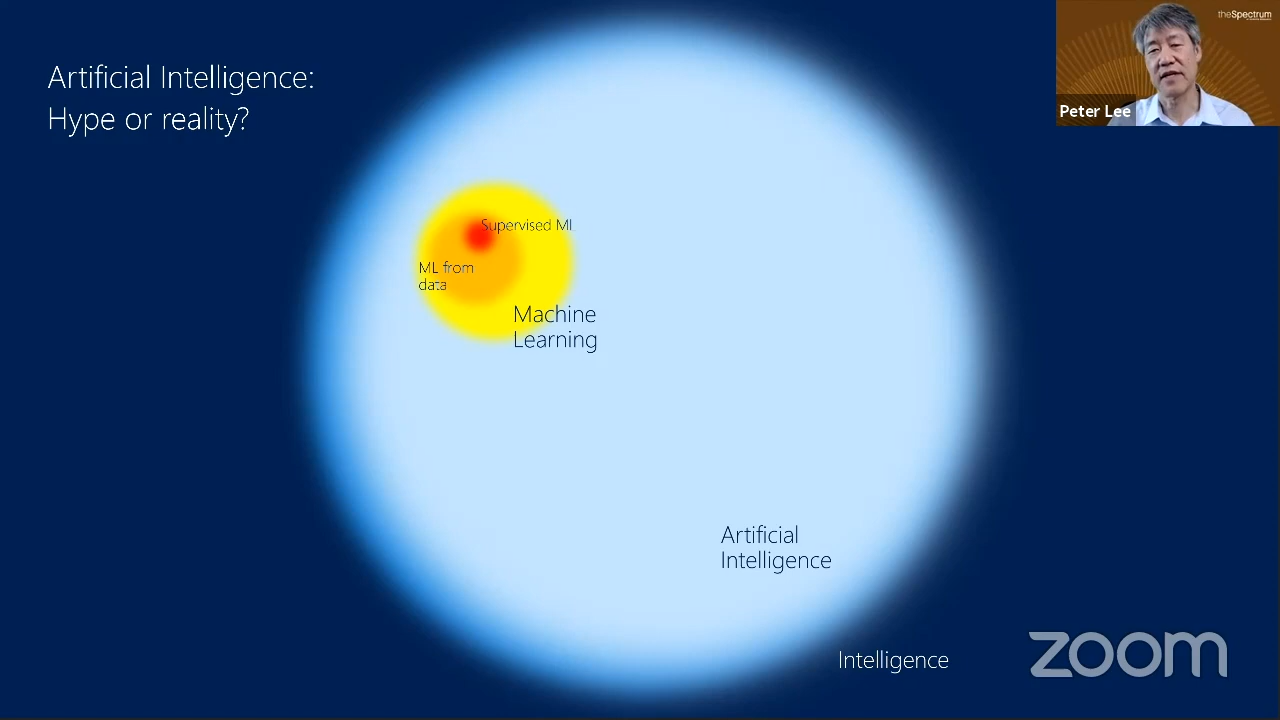 theSpectrum
Peter Lee
Artificial Intelligence:
Hype or reality?
Supervised ML
ML from
data
Machine
Learning
Artificial
Intelligence
Intelligence
zoom